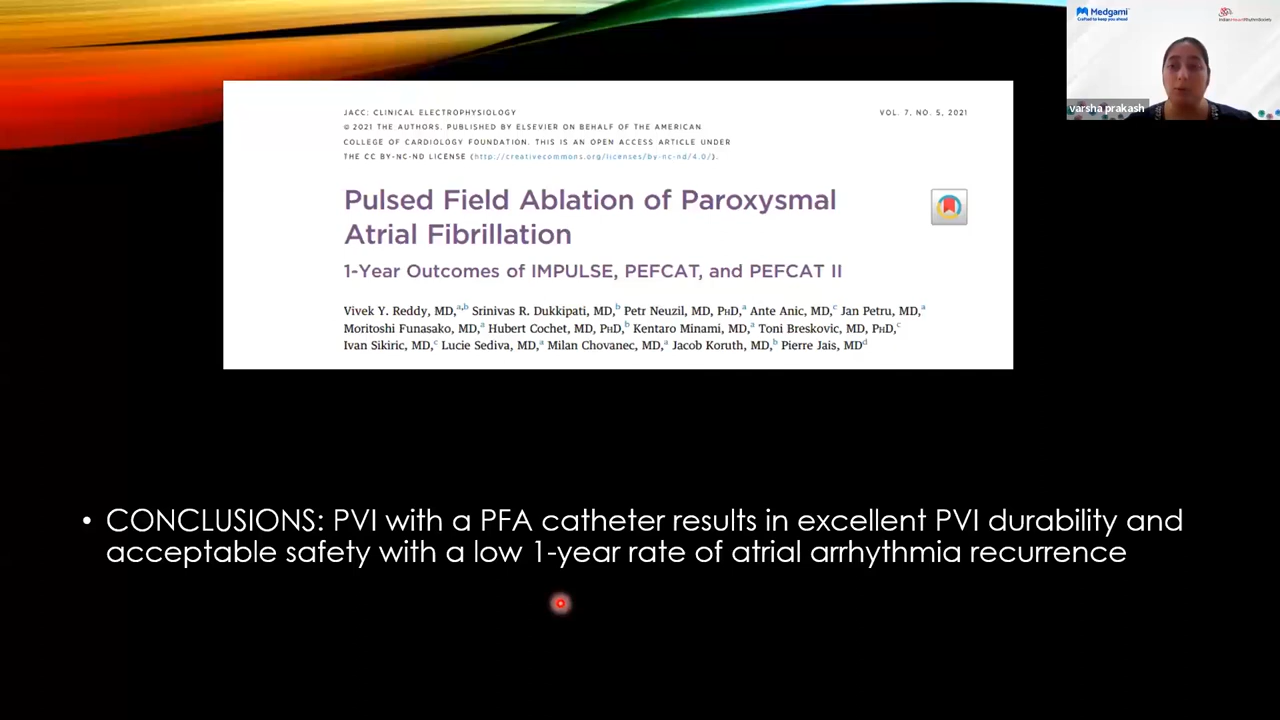 Medgami
Crafted to keep you ahead
varsha prakash
JACC: CLINICAL ELECTROPHYSIOLOGY
VOL. 7, NO. 5, 2021
© 2021 THE AUTHORS. PUBLISHED BY ELSEVIER ON BEHALF OF THE AMERICAN
COLLEGE OF CARDIOLOGY FOUNDATION. THIS IS AN OPEN ACCESS ARTICLE UNDER
THE CC BY-NC-ND LICENSE (http://creativecommons.org/licenses/by-nc-nd/4.0/).
Pulsed Field Ablation of Paroxysmal
Atrial Fibrillation
1-Year Outcomes of IMPULSE, PEFCAT, and PEFCAT II
Vivek Y. Reddy, MD,a,b Srinivas R. Dukkipati, MD,b Petr Neuzil, MD, PHD,a Ante Anic, MD,c Jan Petru, MD,a
Moritoshi Funasako, MD,a Hubert Cochet, MD, PHD,b Kentaro Minami, MD,a Toni Breskovic, MD, PHD,c
Ivan Sikiric, MD,c Lucie Sediva, MD,a Milan Chovanec, MD,a Jacob Koruth, MD,b Pierre Jais, MDd
• CONCLUSIONS: PVI with a PFA catheter results in excellent PVI durability and
acceptable safety with a low 1-year rate of atrial arrhythmia recurrence